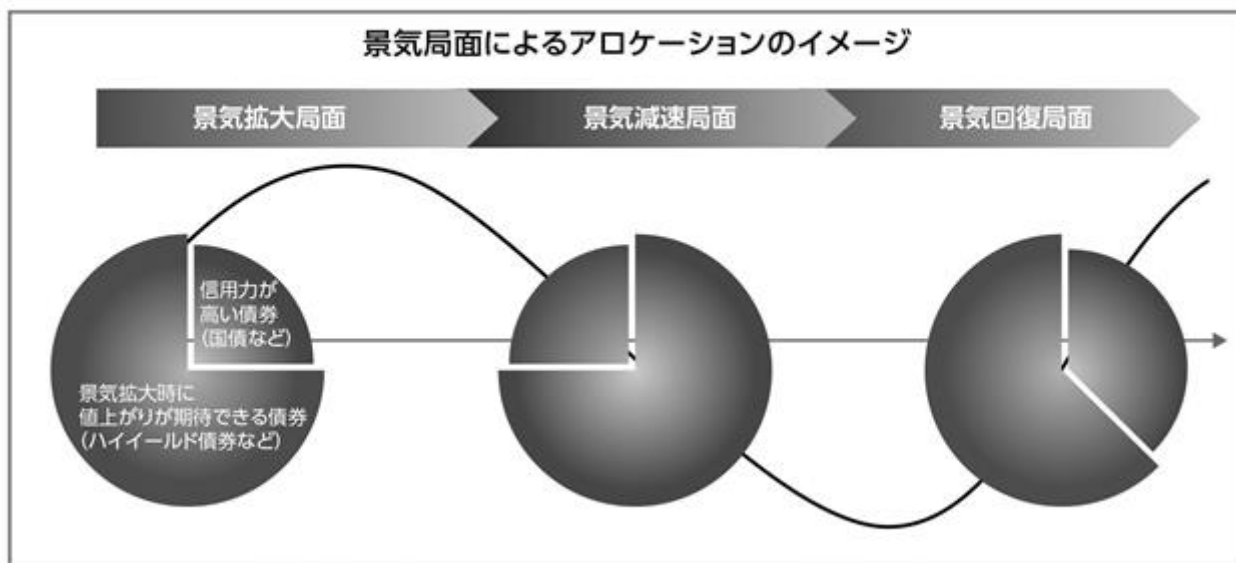 景気局面によるアロケーションのイメージ
景気拡大局面
景気減速局面
景気回復局面
信用力が
高い債券
(国債など)
景気拡大時に
値上がりが期待できる債券
(ハイイールド債券など)